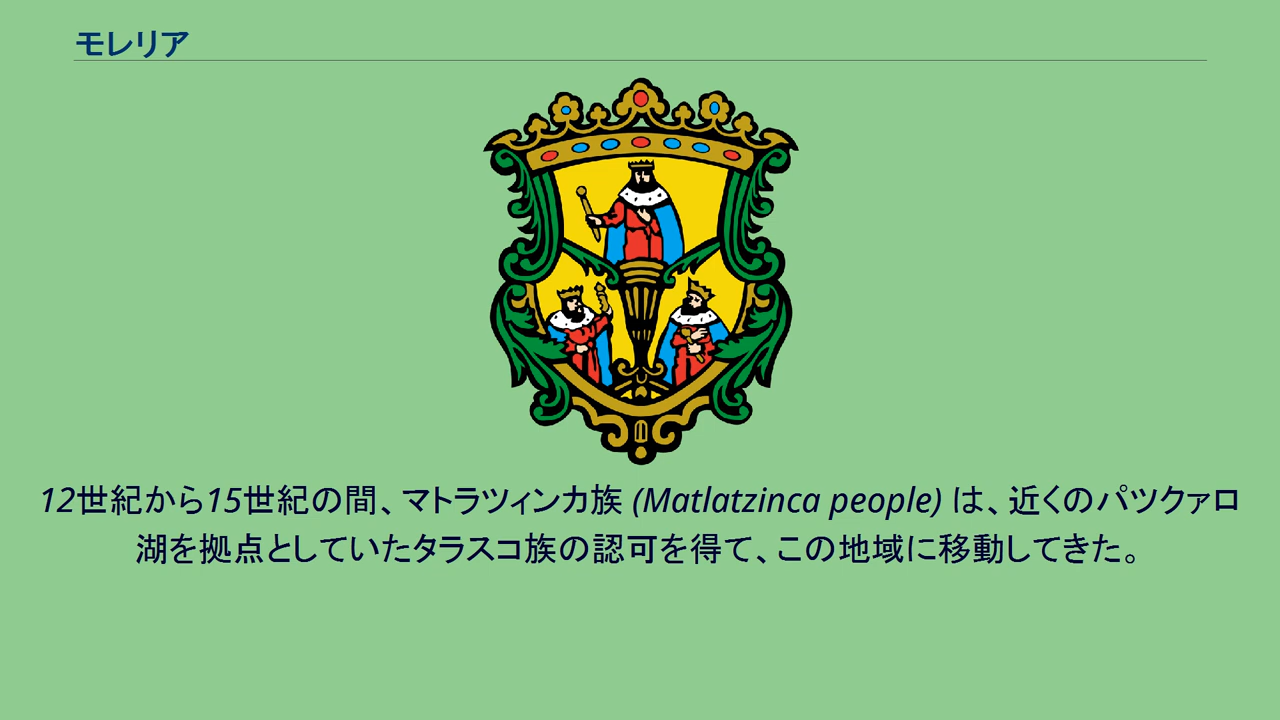 モレリア
12世紀から15世紀の間、マトラツィンカ族 (Matlatzinca people) は、近くのパツクァロ
湖を拠点としていたタラスコ族の認可を得て、この地域に移動してきた。